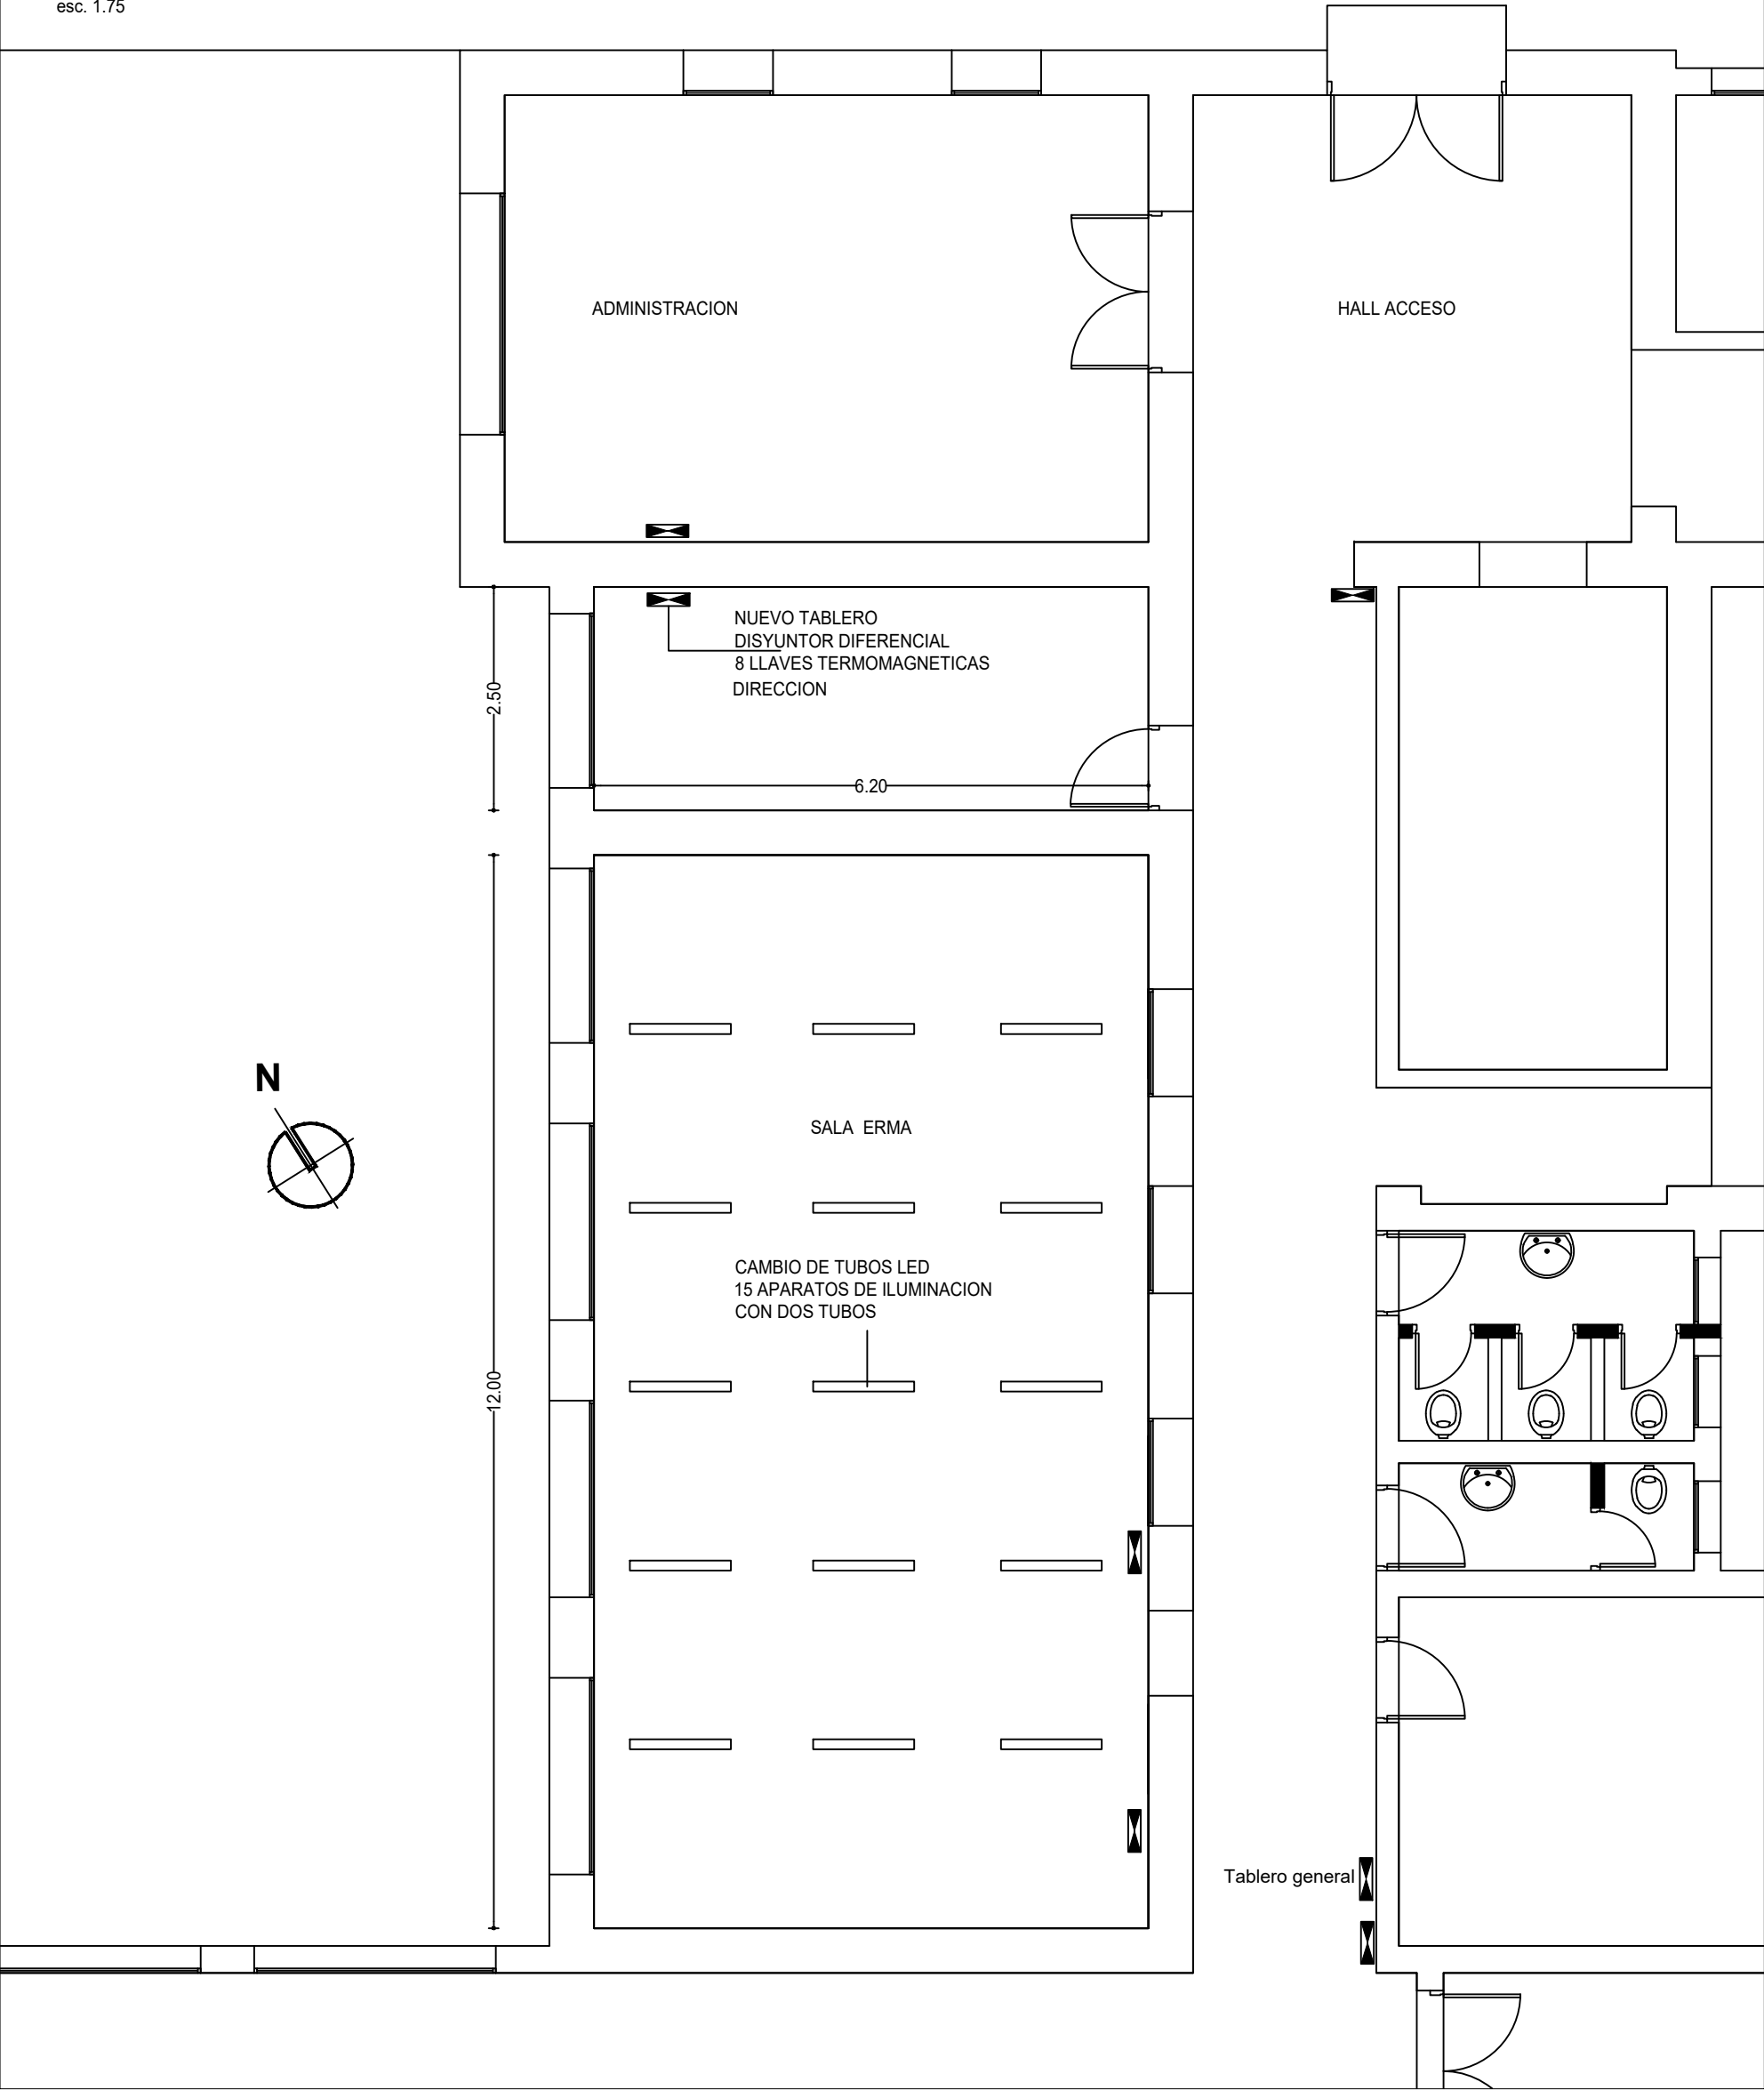 esc. 1.75
ADMINISTRACION
HALL ACCESO
NUEVO TABLERO
DISYUNTOR DIFERENCIAL
8 LLAVES TERMOMAGNETICAS
DIRECCION
2.50
6.20
N
SALA ERMA
CAMBIO DE TUBOS LED
15 APARATOS DE ILUMINACION
CON DOS TUBOS
12.00
Tablero general